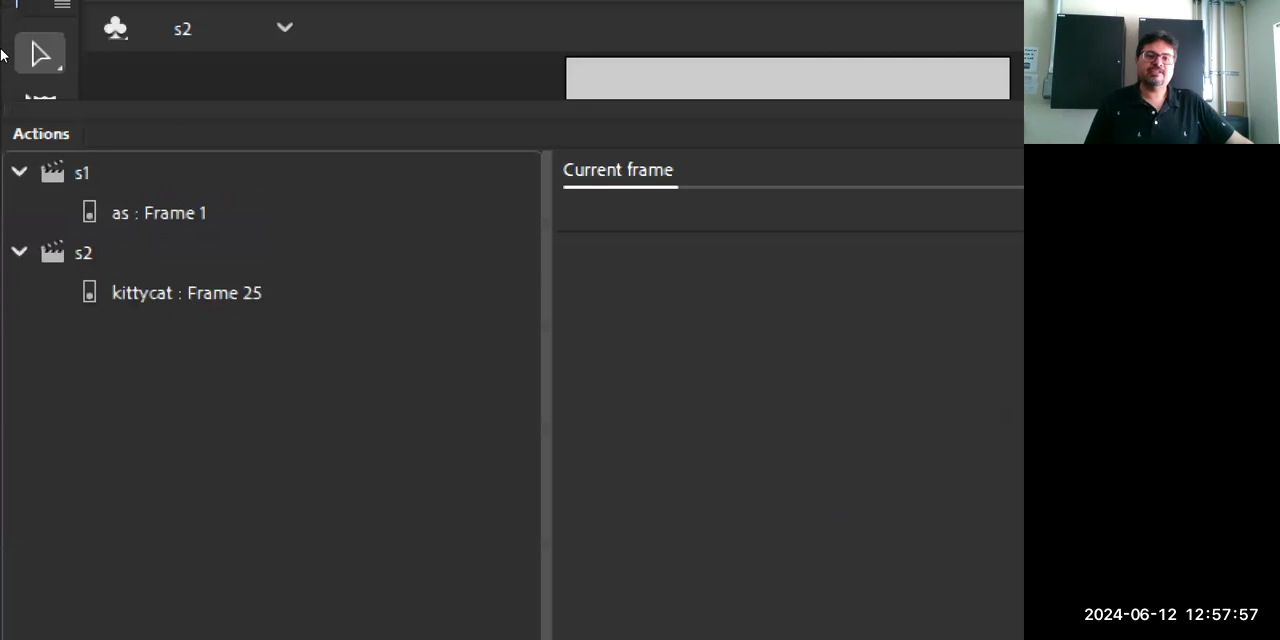 s2
Actions
s1
as : Frame 1
s2
kittycat : Frame 25
Current frame
2024-06-12 12:57:57